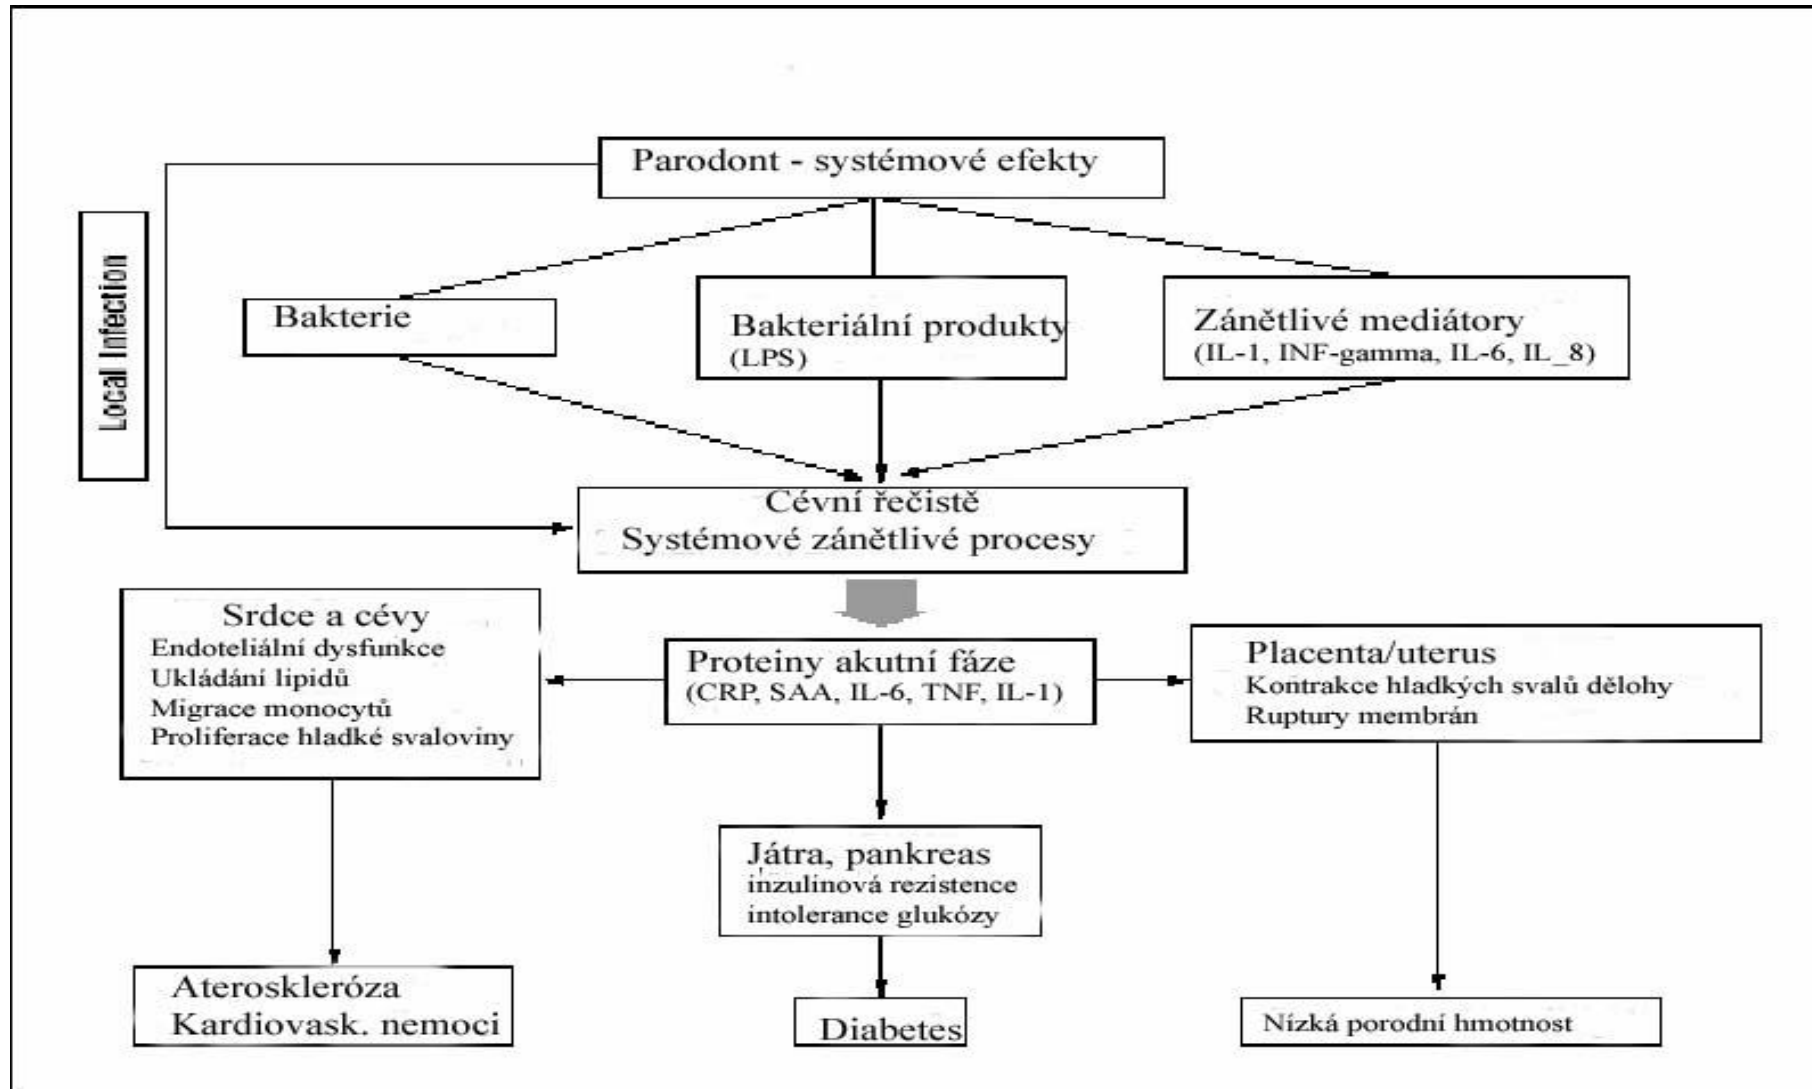 Parodont - systémové efekty
Local Infection
Bakterie
Bakteriální produkty
(LPS)
Zánětlivé mediátory
(IL-1, INF-gamma, IL-6, IL_8)
Cévní řečistě
Systémové zánětlivé procesy
Srdce a cévy
Endoteliální dysfunkce
Ukládání lipidů
Migrace monocytů
Proliferace hladké svaloviny
Proteiny akutní fáze
(CRP, SAA, IL-6, TNF, IL-1)
Placenta/uterus
Kontrakce hladkých svalů dělohy
Ruptury membrán
Játra, pankreas
inzulinová rezistence
intolerance glukózy
Ateroskleróza
Kardiovask. nemoci
Diabetes
Nízká porodní hmotnost